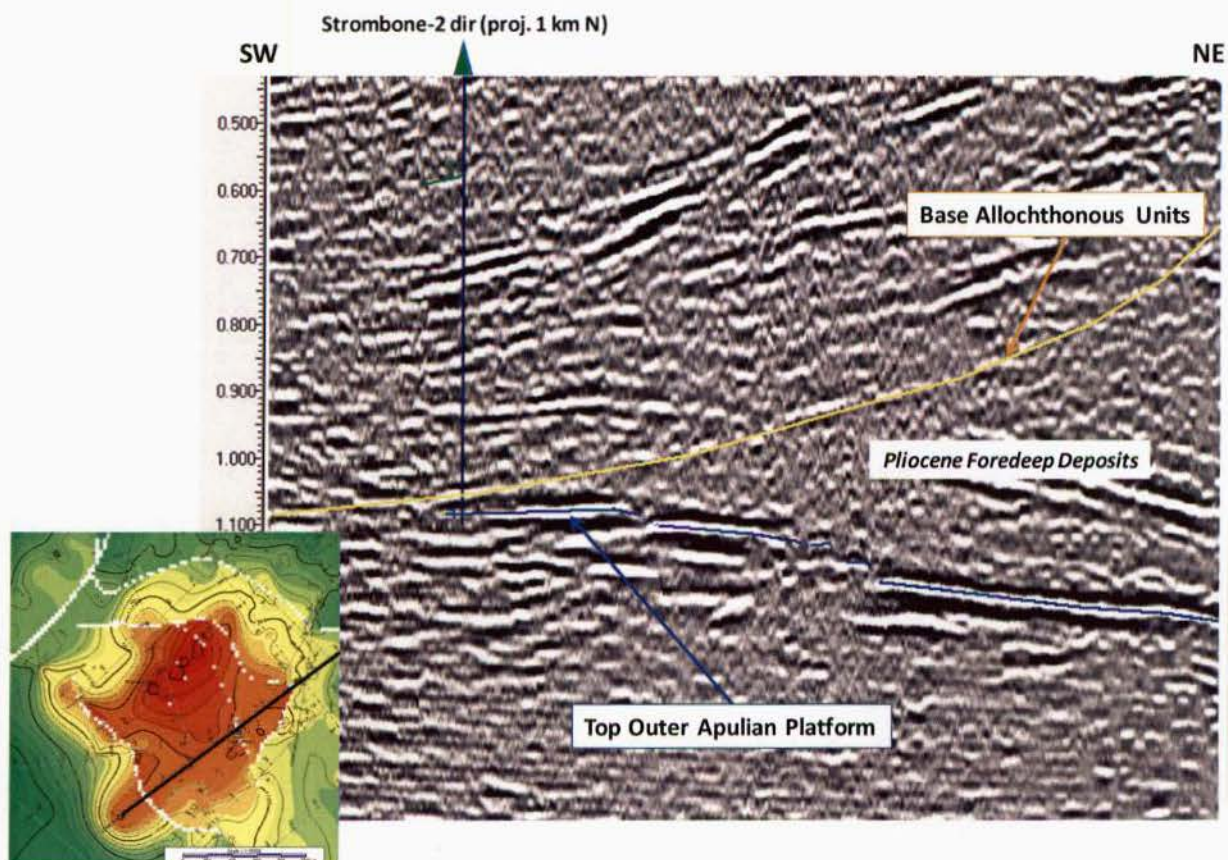 Strombone-2 dir (proj. 1 km N)
SW
NE
0.500
0.600
Base Allochthonous Units
0.700
0.800
0.900
1.000
Pliocene Foredeep Deposits
1.100
Top Outer Apulian Platform